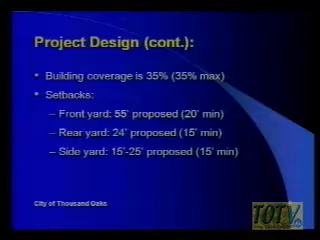 Project Design (cont.):
• Building coverage is 35% (35% max)
• Setbacks:
– Front yard: 55' proposed (20' min)
– Rear yard: 24' proposed (15' min)
– Side yard: 15'-25' proposed (15' min)
City of Thousand Oaks
TOTV